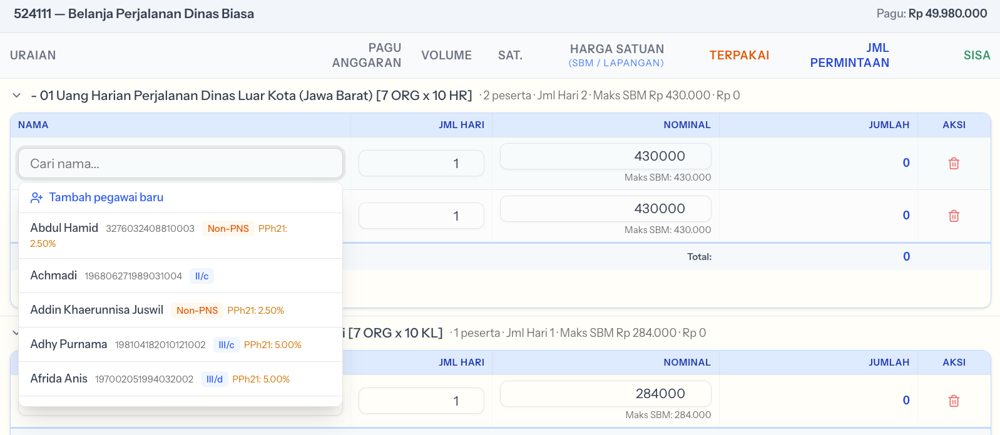 524111 — Belanja Perjalanan Dinas Biasa
Pagu: Rp 49.980.000
URAIAN
PAGU ANGGARAN
VOLUME
SAT.
HARGA SATUAN
(SBM / LAPANGAN)
TERPAKAI
JML PERMINTAAN
SISA
- 01 Uang Harian Perjalanan Dinas Luar Kota (Jawa Barat) [7 ORG x 10 HR] · 2 peserta · Jml Hari 2 · Maks SBM Rp 430.000 · Rp 0
NAMA JML HARI NOMINAL JUMLAH AKSI
Cari nama... 1 430000 0
Maks SBM: 430.000
1 430000 0
Maks SBM: 430.000
Total: 0
Tambah pegawai baru
Abdul Hamid 3276032408810003 Non-PNS PPh21:
2.50%
Achmadi 196806271989031004 II/c
Addin Khaerunnisa Juswil Non-PNS PPh21: 2.50%
Adhy Purnama 198104182010121002 III/c PPh21: 5.00%
Afrida Anis 197002051994032002 III/d PPh21: 5.00%
[7 ORG x 10 KL] · 1 peserta · Jml Hari 1 · Maks SBM Rp 284.000 · Rp 0
JML HARI NOMINAL JUMLAH AKSI
1 284000 0
Maks SBM: 284.000